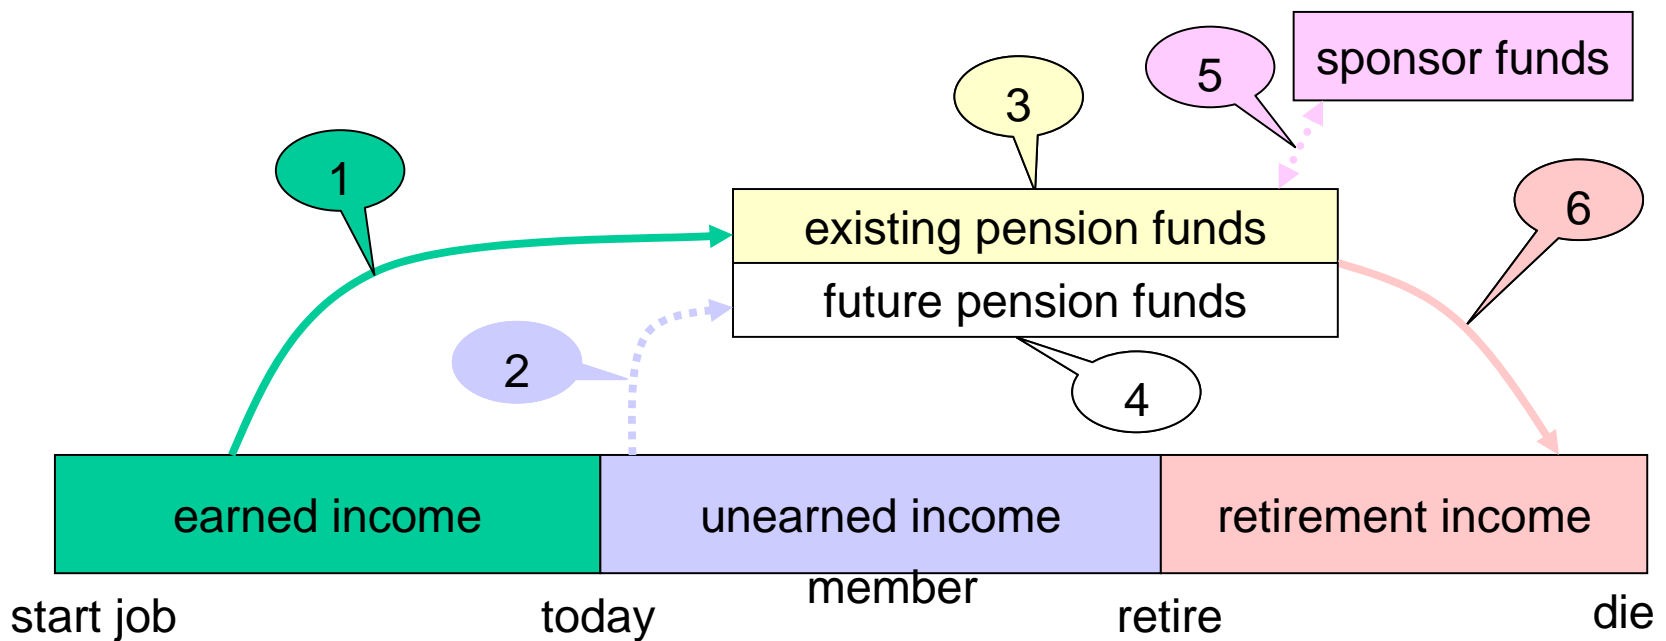 sponsor funds
5
3
1
6
existing pension funds
future pension funds
2
4
earned income
unearned income
retirement income
member
start job
today
retire
die